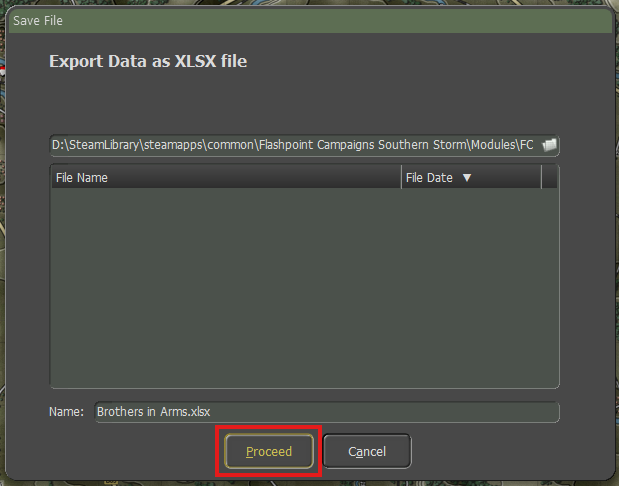 Save File
Export Data as XLSX file
D:\SteamLibrary\steamapps\common\Flashpoint Campaigns Southern Storm\Modules\FC
File Name File Date ▼
Name: Brothers in Arms.xlsx
Proceed Cancel